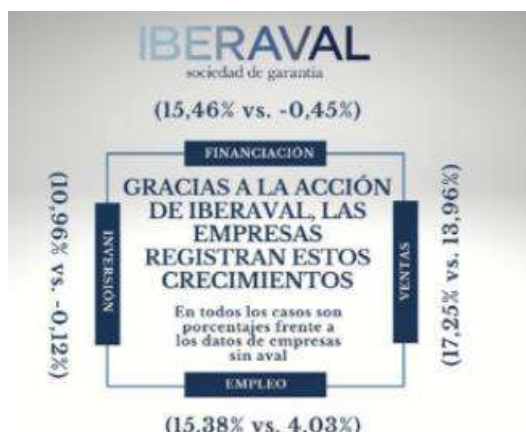 IBERAVAL
sociedad de garantía
(15,46% vs. -0,45%)
FINANCIACIÓN
GRACIAS A LA ACCIÓN
DE IBERAVAL, LAS
EMPRESAS
REGISTRAN ESTOS
CRECIMIENTOS
En todos los casos son
porcentajes frente a
los datos de empresas
sin aval
INVERSIÓN
(10,96% vs. -0,12%)
VENTAS
(17,25% vs. 13,96%)
EMPLEO
(15,38% vs. 4,03%)